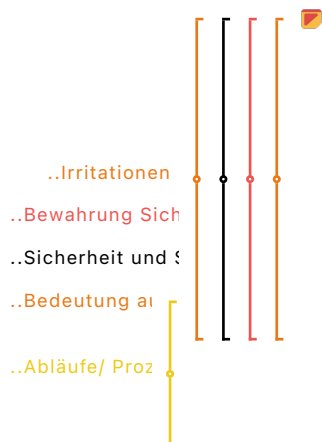 ..Irritationen
..Bewahrung Sich
..Sicherheit und
..Bedeutung au
..Abläufe/ Proz